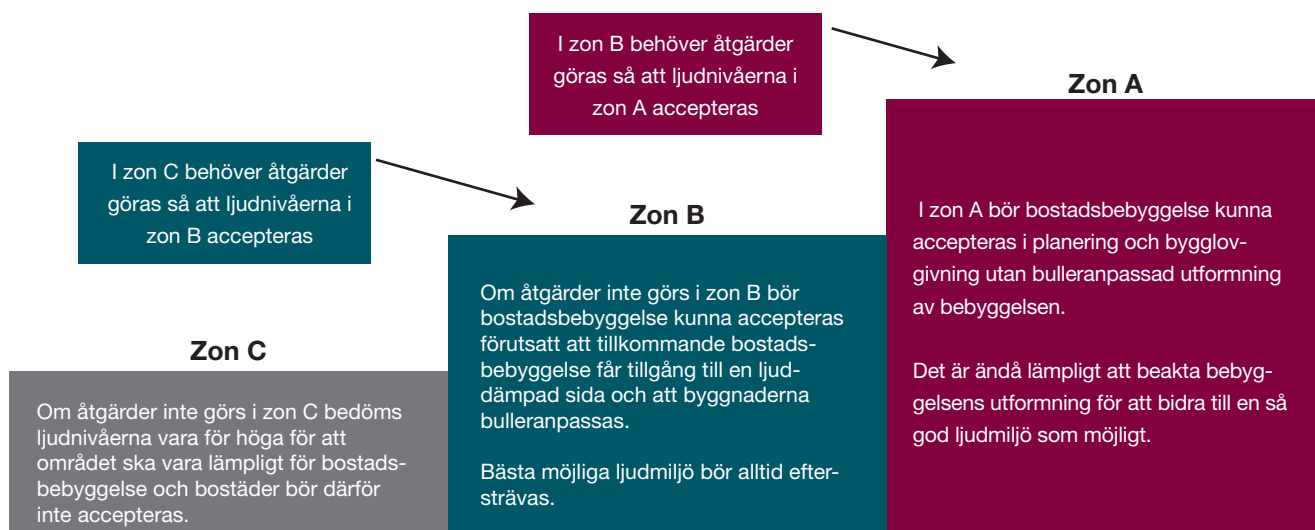 I zon B behöver åtgärder
göras så att ljudnivåerna i
zon A accepteras
Zon A
I zon C behöver åtgärder
göras så att ljudnivåerna i
zon B accepteras
Zon B
I zon A bör bostadsbebyggelse kunna
accepteras i planering och bygglov-
givning utan bulleranpassad utformning
av bebyggelsen.
Det är ändå lämpligt att beakta bebyg-
gelsens utformning för att bidra till en så
god ljudmiljö som möjligt.
Om åtgärder inte görs i zon B bör
bostadsbebyggelse kunna accepteras
förutsatt att tillkommande bostads-
bebyggelse får tillgång till en ljud-
dämpad sida och att byggnaderna
bulleranpassas.
Bästa möjliga ljudmiljö bör alltid efter-
strävas.
Zon C
Om åtgärder inte görs i zon C bedöms
ljudnivåerna vara för höga för att
området ska vara lämpligt för bostads-
bebyggelse och bostäder bör därför
inte accepteras.